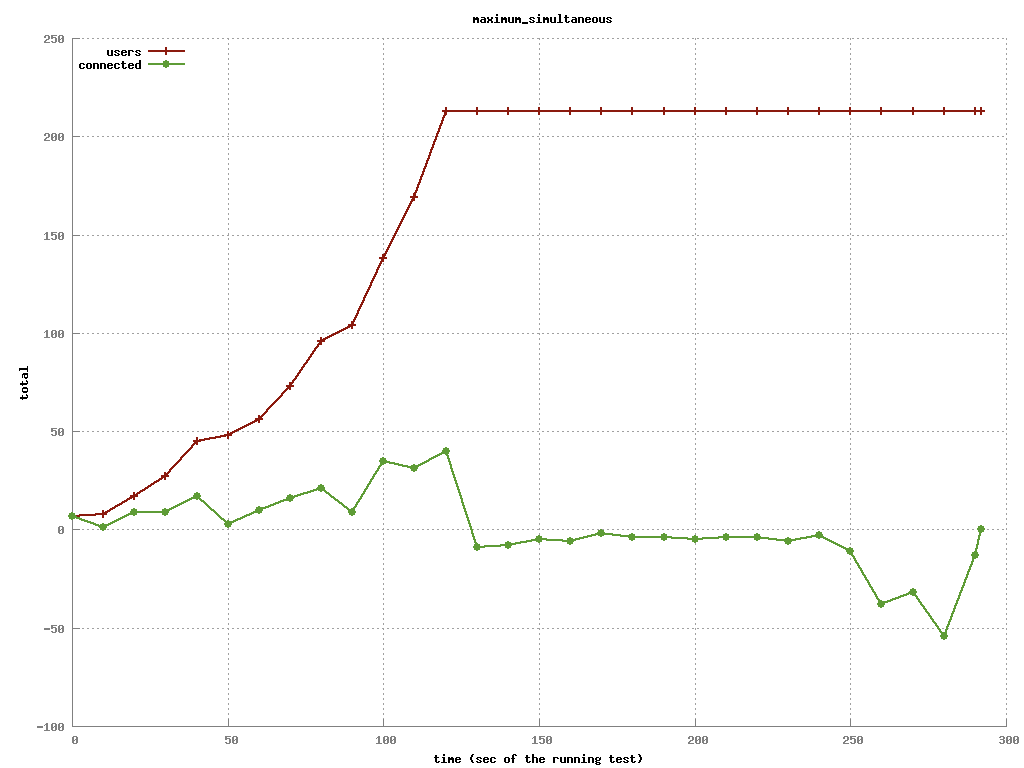 maximum_simultaneous
users
connected
250
200
150
100
50
0
-50
-100
total
0 50 100 150 200 250 300
time (sec of the running test)